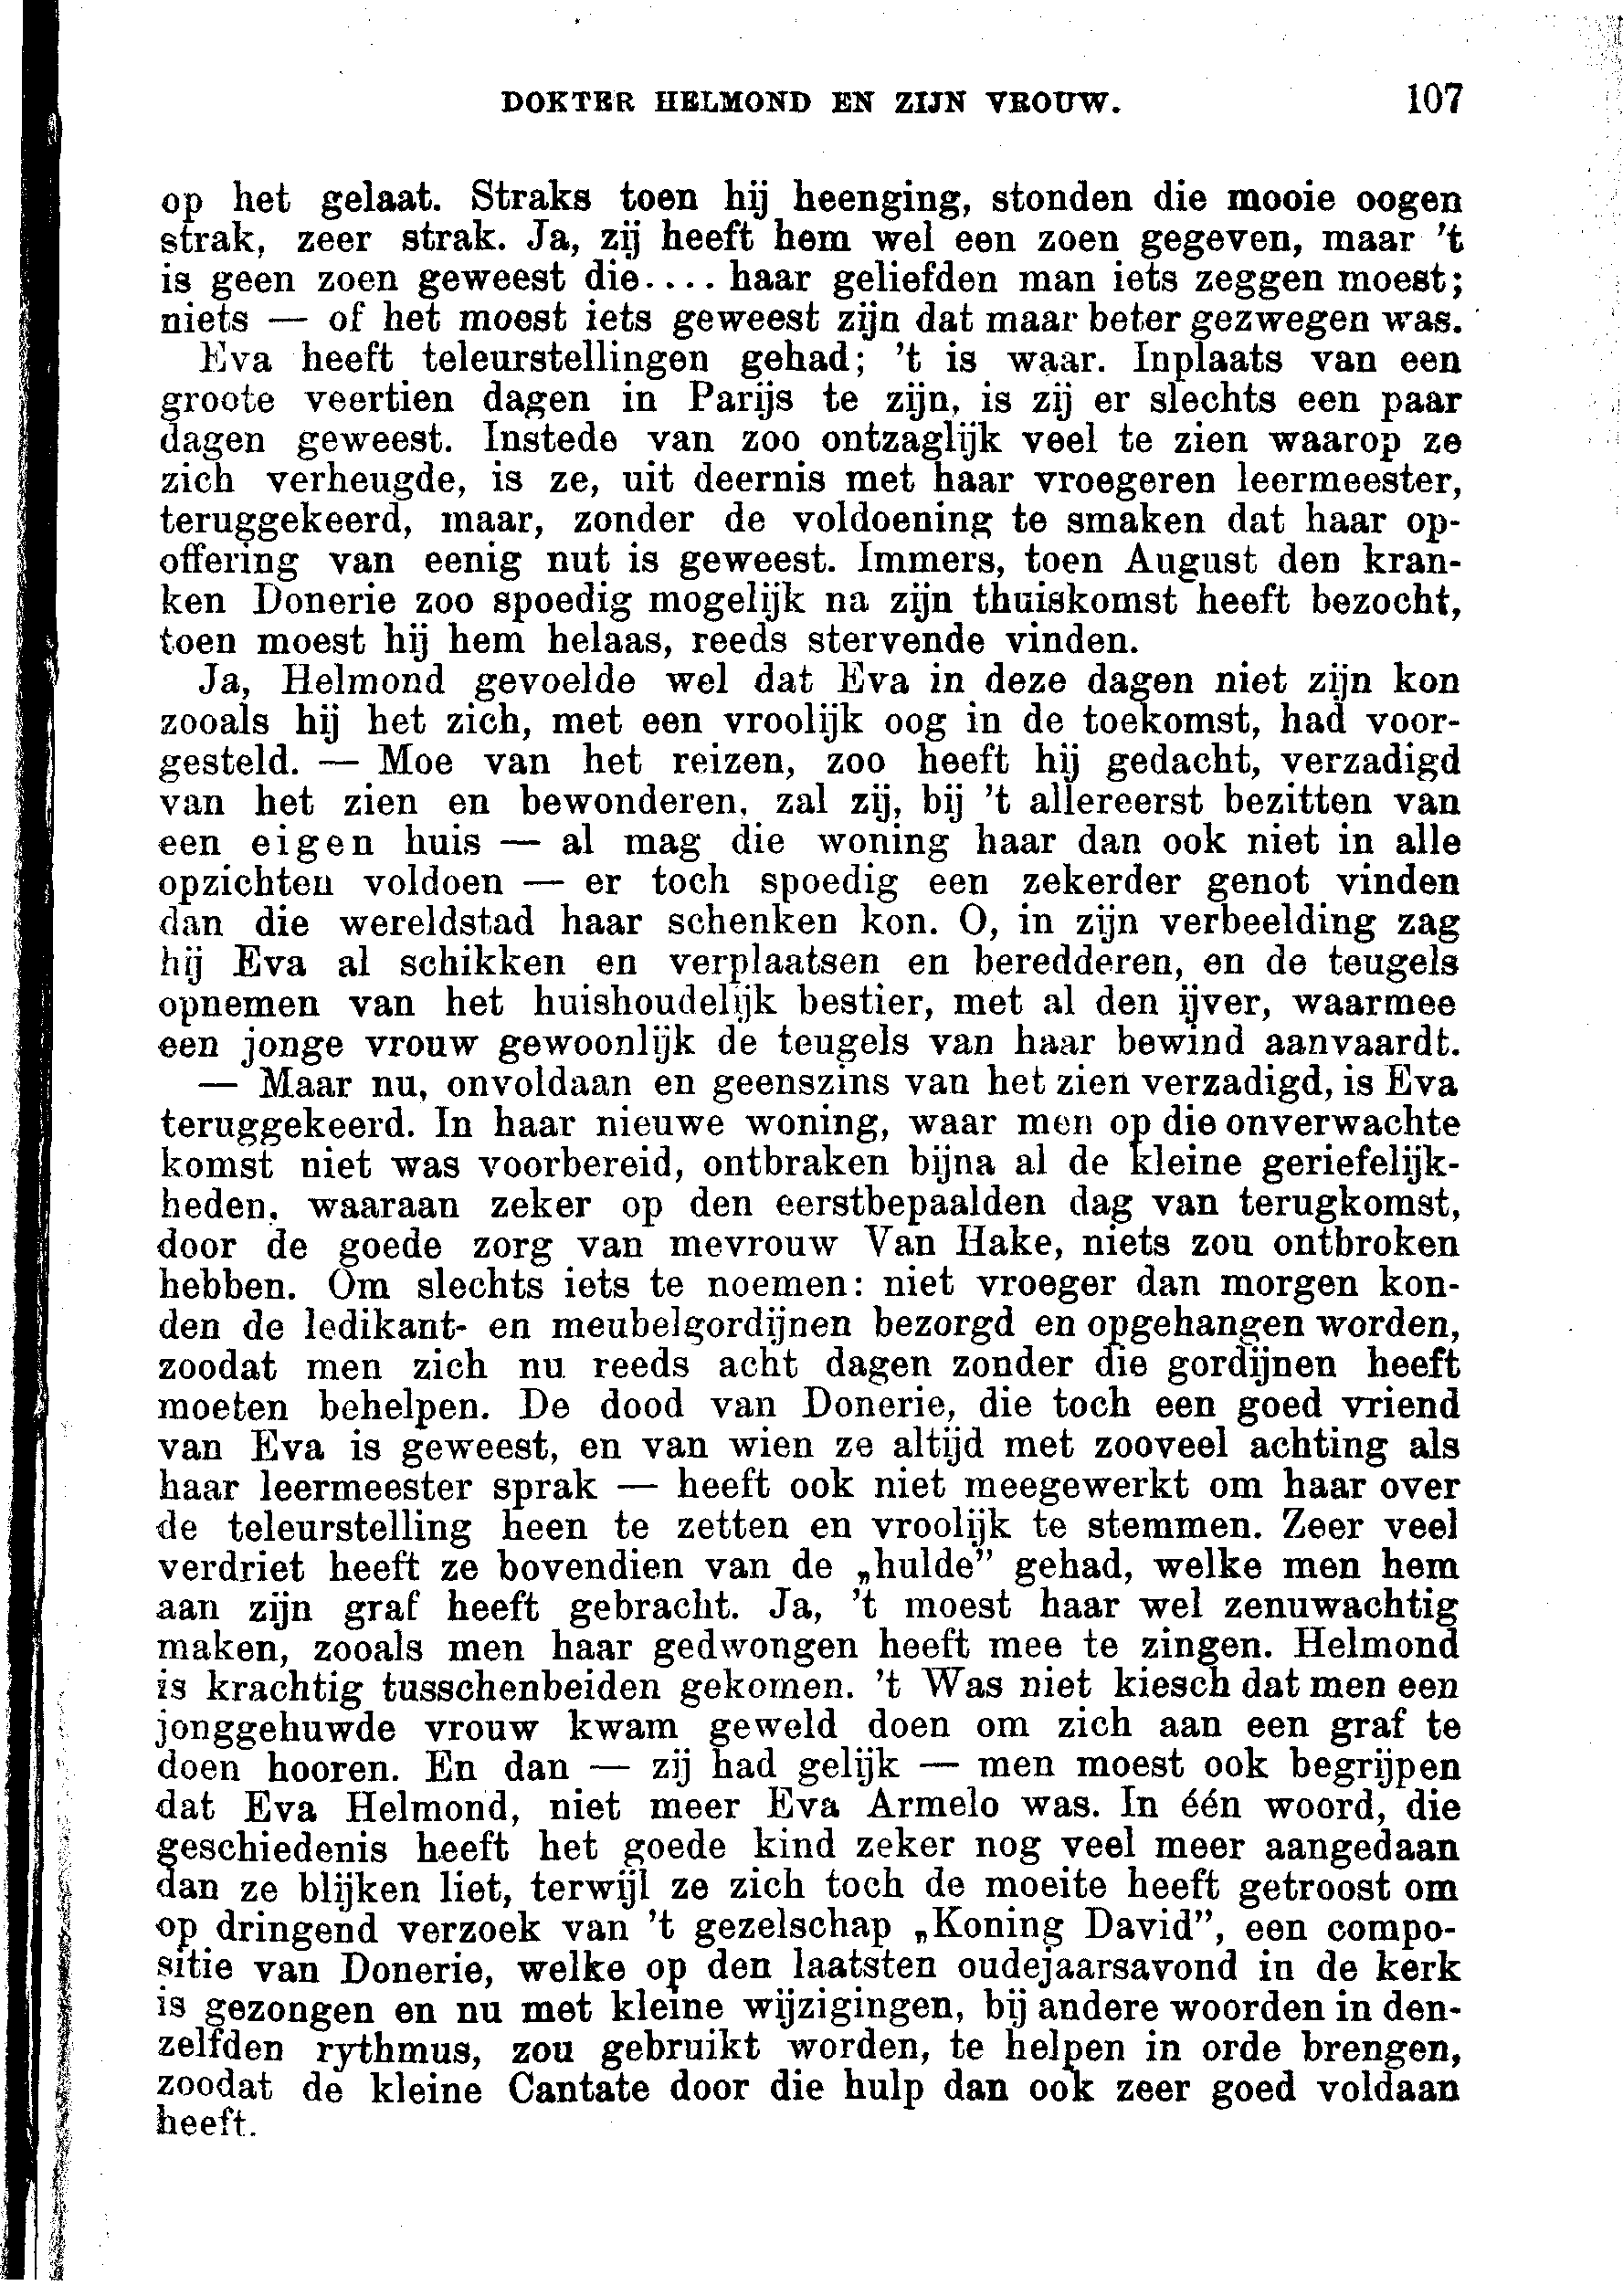 DOKTER HELMOND EN ZIJN VROUW. 107
op het gelaat. Straks toen hij heenging, stonden die mooie oogen
strak, zeer strak. Ja, zij heeft hem wel een zoen gegeven, maar 't
is geen zoen geweest die.... haar geliefden man iets zeggen moest;
niets — of het moest iets geweest zijn dat maar beter gezwegen was.
Eva heeft teleurstellingen gehad; 't is waar. Inplaats van een
groote veertien dagen in Parijs te zijn, is zij er slechts een paar
dagen geweest. Instede van zoo ontzaglijk veel te zien waarop ze
zich verheugde, is ze, uit deernis met haar vroegeren leermeester,
teruggekeerd, maar, zonder de voldoening te smaken dat haar op-
offering van eenig nut is geweest. Immers, toen August den kran-
ken Donerie zoo spoedig mogelijk na zijn thuiskomst heeft bezocht,
toen moest hij hem helaas, reeds stervende vinden.
Ja, Helmond gevoelde wel dat Eva in deze dagen niet zijn kon
zooals hij het zich, met een vroolijk oog in de toekomst, had voor-
gesteld. — Moe van het reizen, zoo heeft hij gedacht, verzadigd
van het zien en bewonderen, zal zij, bij 't allereerst bezitten van
een eigen huis — al mag die woning haar dan ook niet in alle
opzichten voldoen — er toch spoedig een zekerder genot vinden
dan die wereldstad haar schenken kon. O, in zijn verbeelding zag
hij Eva al schikken en verplaatsen en beredderen, en de teugels
opnemen van het huishoudelijk bestier, met al den ijver, waarmee
een jonge vrouw gewoonlijk de teugels van haar bewind aanvaardt.
— Maar nu, onvoldaan en geenszins van het zien verzadigd, is Eva
teruggekeerd. In haar nieuwe woning, waar men op die onverwachte
komst niet was voorbereid, ontbraken bijna al de kleine geriefelijk-
heden, waaraan zeker op den eerstbepaalden dag van terugkomst,
door de goede zorg van mevrouw Van Hake, niets zou ontbroken
hebben. Om slechts iets te noemen: niet vroeger dan morgen kon-
den de ledikant- en meubelgordijnen bezorgd en opgehangen worden,
zoodat men zich nu reeds acht dagen zonder die gordijnen heeft
moeten behelpen. De dood van Donerie, die toch een goed vriend
van Eva is geweest, en van wien ze altijd met zooveel achting als
haar leermeester sprak — heeft ook niet meegewerkt om haar over
de teleurstelling heen te zetten en vroolijk te stemmen. Zeer veel
verdriet heeft ze bovendien van de „hulde” gehad, welke men hem
aan zijn graf heeft gebracht. Ja, 't moest haar wel zenuwachtig
maken, zooals men haar gedwongen heeft mee te zingen. Helmond
is krachtig tusschenbeiden gekomen. 't Was niet kiesch dat men een
jonggehuwde vrouw kwam geweld doen om zich aan een graf te
doen hooren. En dan — zij had gelijk — men moest ook begrijpen
dat Eva Helmond, niet meer Eva Armelo was. In één woord, die
geschiedenis heeft het goede kind zeker nog veel meer aangedaan
dan ze blijken liet, terwijl ze zich toch de moeite heeft getroost om
op dringend verzoek van 't gezelschap „Koning David”, een compo-
sitie van Donerie, welke op den laatsten oudejaarsavond in de kerk
is gezongen en nu met kleine wijzigingen, bij andere woorden in den-
zelfden rythmus, zou gebruikt worden, te helpen in orde brengen,
zoodat de kleine Cantate door die hulp dan ook zeer goed voldaan
heeft.